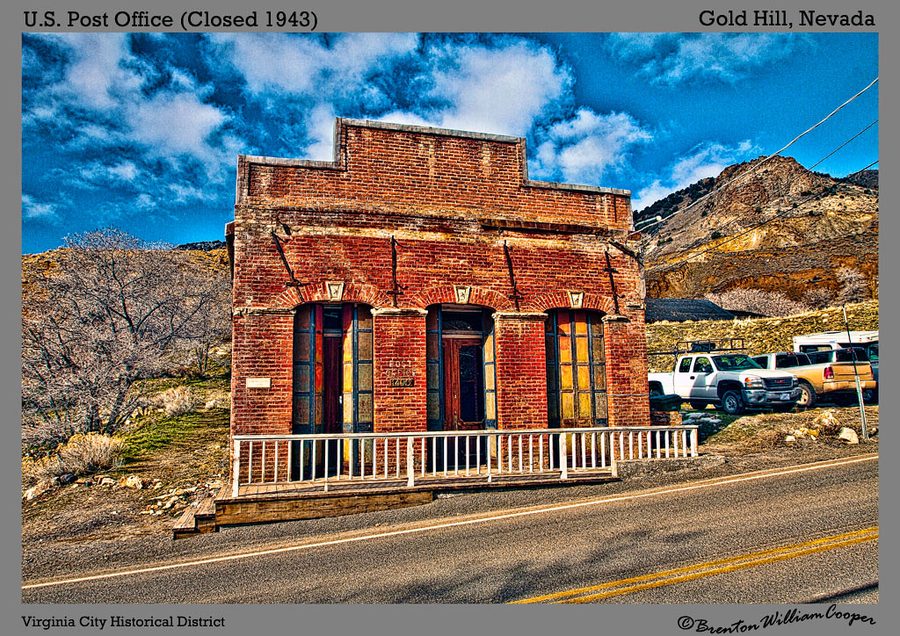 U.S. Post Office (Closed 1943)
Gold Hill, Nevada
Virginia City Historical District
©Brenton William Cooper